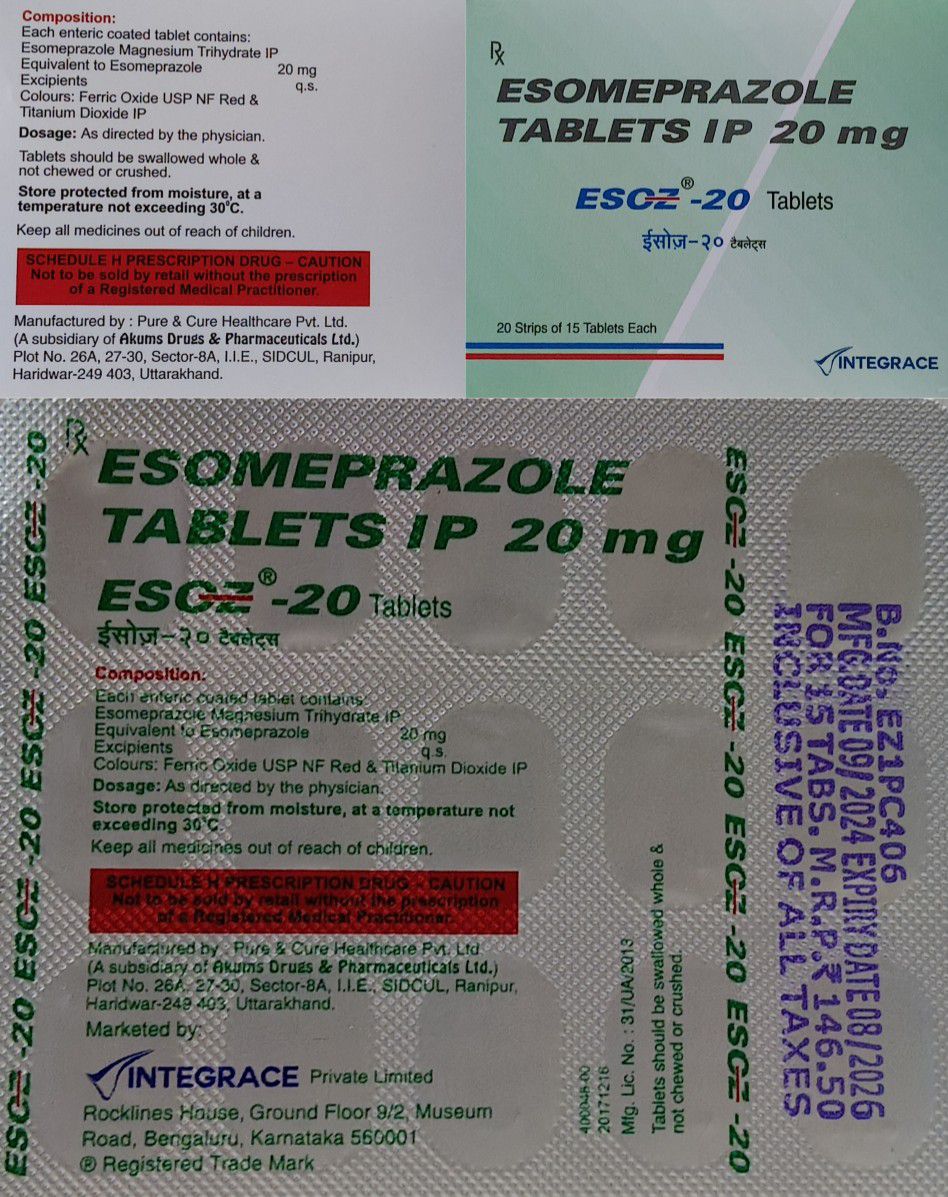 Composition:
Each enteric coated tablet contains:
Esomeprazole Magnesium Trihydrate IP
Equivalent to Esomeprazole 20 mg
Excipients q.s.
Colours: Ferric Oxide USP NF Red &
Titanium Dioxide IP
Dosage: As directed by the physician.
Tablets should be swallowed whole &
not chewed or crushed.
Store protected from moisture, at a
temperature not exceeding 30°C.
Keep all medicines out of reach of children.
SCHEDULE H PRESCRIPTION DRUG – CAUTION
Not to be sold by retail without the prescription
of a Registered Medical Practitioner.
Manufactured by : Pure & Cure Healthcare Pvt. Ltd.
(A subsidiary of Akums Drugs & Pharmaceuticals Ltd.)
Plot No. 26A, 27-30, Sector-8A, I.I.E., SIDCUL, Ranipur,
Haridwar-249 403, Uttarakhand.
Rx
ESOMEPRAZOLE
TABLETS IP 20 mg
ESOZ®-20 Tablets
ईसोज़-२० टैबलेट्स
20 Strips of 15 Tablets Each
INTEGRACE
Rx
ESOMEPRAZOLE
TABLETS IP 20 mg
ESOZ®-20 Tablets
ईसोज़-२० टैबलेट्स
Composition:
Each enteric coated tablet contains:
Esomeprazole Magnesium Trihydrate IP
Equivalent to Esomeprazole 20 mg
Excipients q.s.
Colours: Ferric Oxide USP NF Red & Titanium Dioxide IP
Dosage: As directed by the physician.
Store protected from moisture, at a temperature not
exceeding 30°C.
Keep all medicines out of reach of children.
SCHEDULE H PRESCRIPTION DRUG – CAUTION
Not to be sold by retail without the prescription
of a Registered Medical Practitioner.
Manufactured by : Pure & Cure Healthcare Pvt. Ltd.
(A subsidiary of Akums Drugs & Pharmaceuticals Ltd.)
Plot No. 26A, 27-30, Sector-8A, I.I.E., SIDCUL, Ranipur,
Haridwar-249 403, Uttarakhand.
Marketed by:
INTEGRACE Private Limited
Rocklines House, Ground Floor 9/2, Museum
Road, Bengaluru, Karnataka 560001
® Registered Trade Mark
400048-00
20171216
Mfg. Lic. No. : 31/UA/2013
Tablets should be swallowed whole &
not chewed or crushed.
ESOZ-20 ESOZ-20 ESOZ-20 ESOZ-20 ESOZ-20
ESOZ-20 ESOZ-20 ESOZ-20 ESOZ-20 ESOZ-20
B.NO. EZ1PC406
MFG.DATE 09/2024 EXPIRY DATE 08/2026
FOR 15 TABS. M.R.P.₹ 146.50
INCLUSIVE OF ALL TAXES